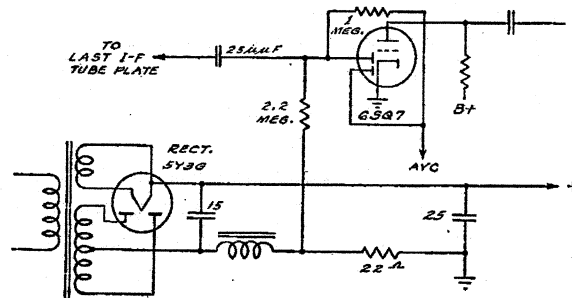 1
MEG.
TO
LAST I-F
TUBE PLATE
25µµF
6SQ7
B+
2.2
MEG.
RECT.
5Y3G
AVC
15
25
22 Ω